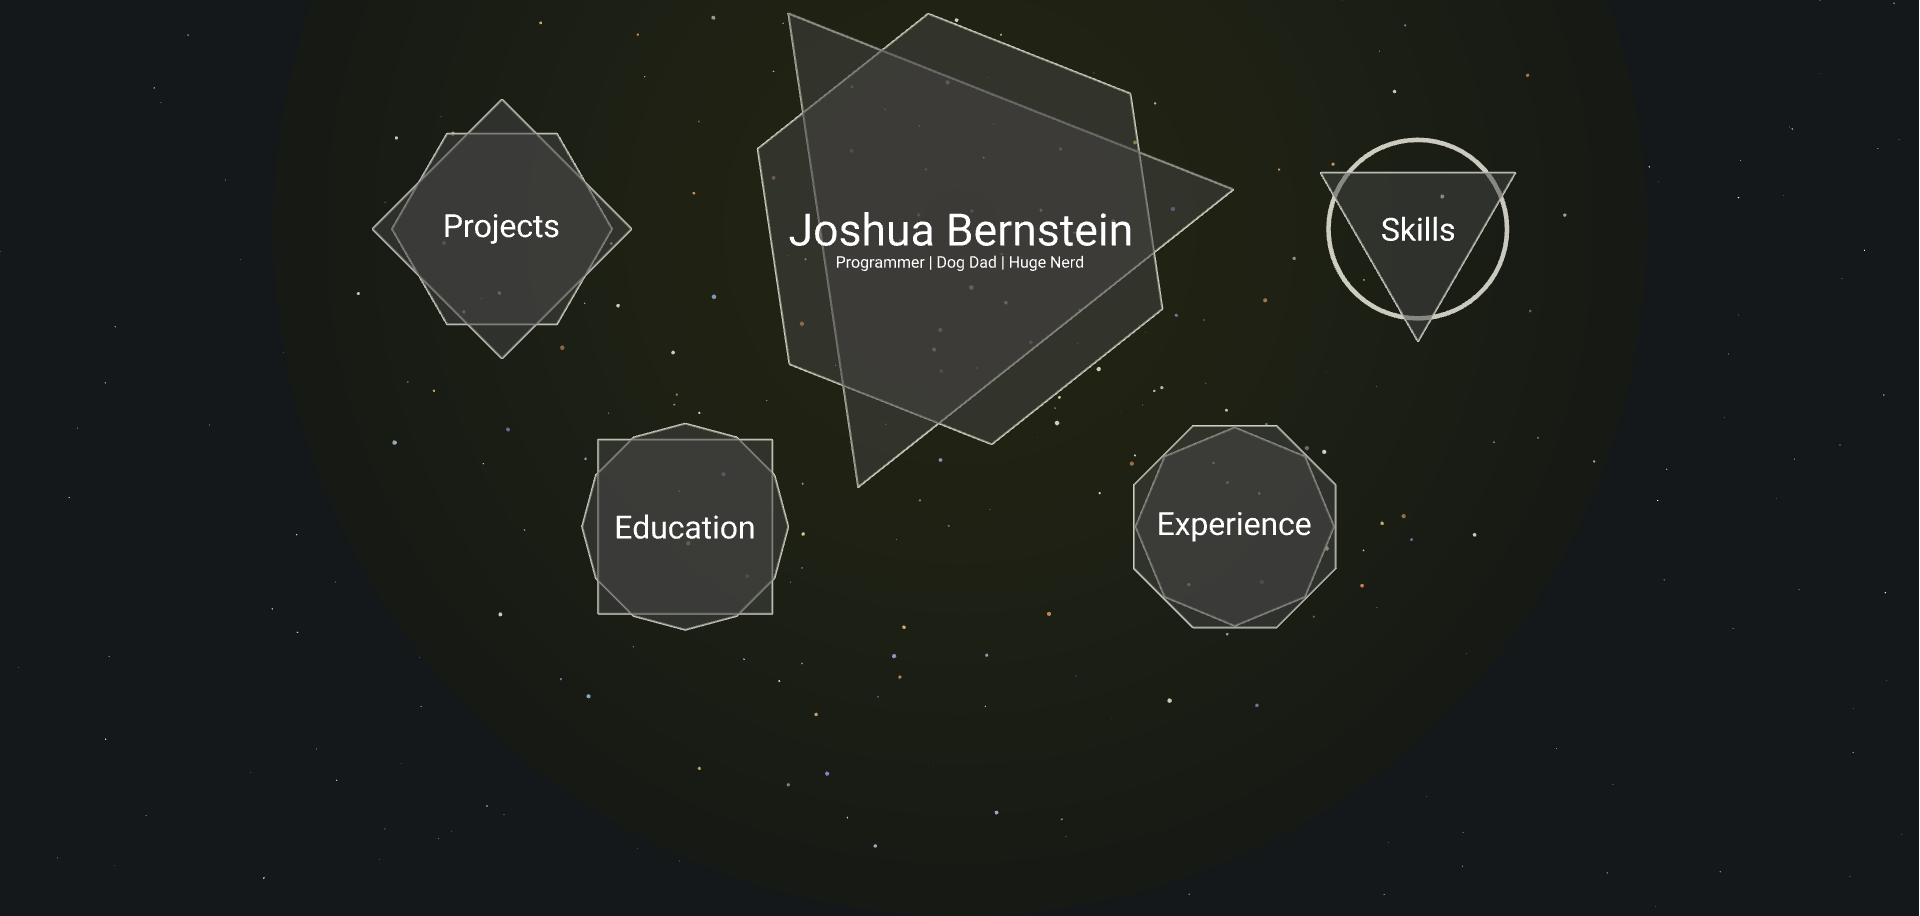 Projects
Joshua Bernstein
Programmer | Dog Dad | Huge Nerd
Skills
Education
Experience